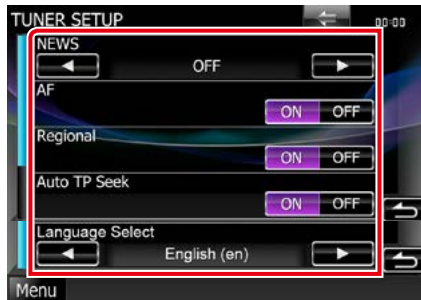 TUNER SETUP 00:00
NEWS
OFF
AF
ON OFF
Regional
ON OFF
Auto TP Seek
ON OFF
Language Select
English (en)
Menu